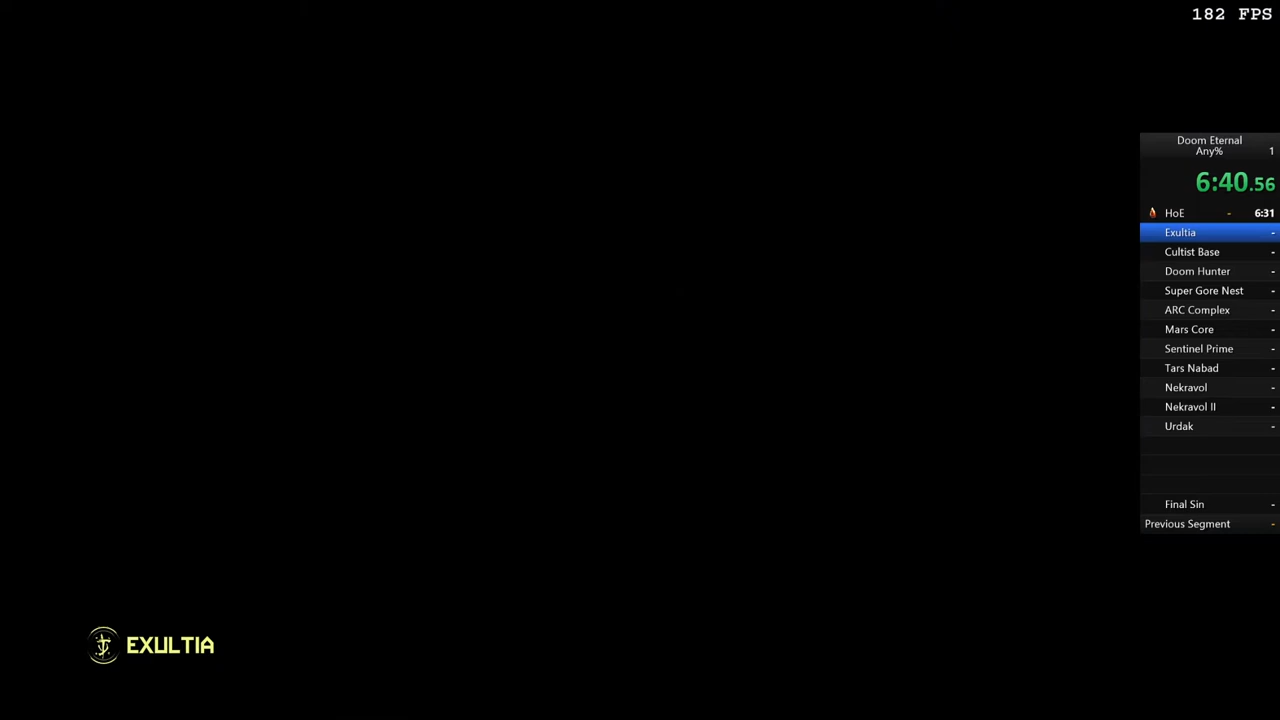 182 FPS
Doom Eternal
Any% 1
6:40.56
HoE - 6:31
Exultia -
Cultist Base -
Doom Hunter -
Super Gore Nest -
ARC Complex -
Mars Core -
Sentinel Prime -
Tars Nabad -
Nekravol -
Nekravol II -
Urdak -
Final Sin -
Previous Segment -
EXULTIA